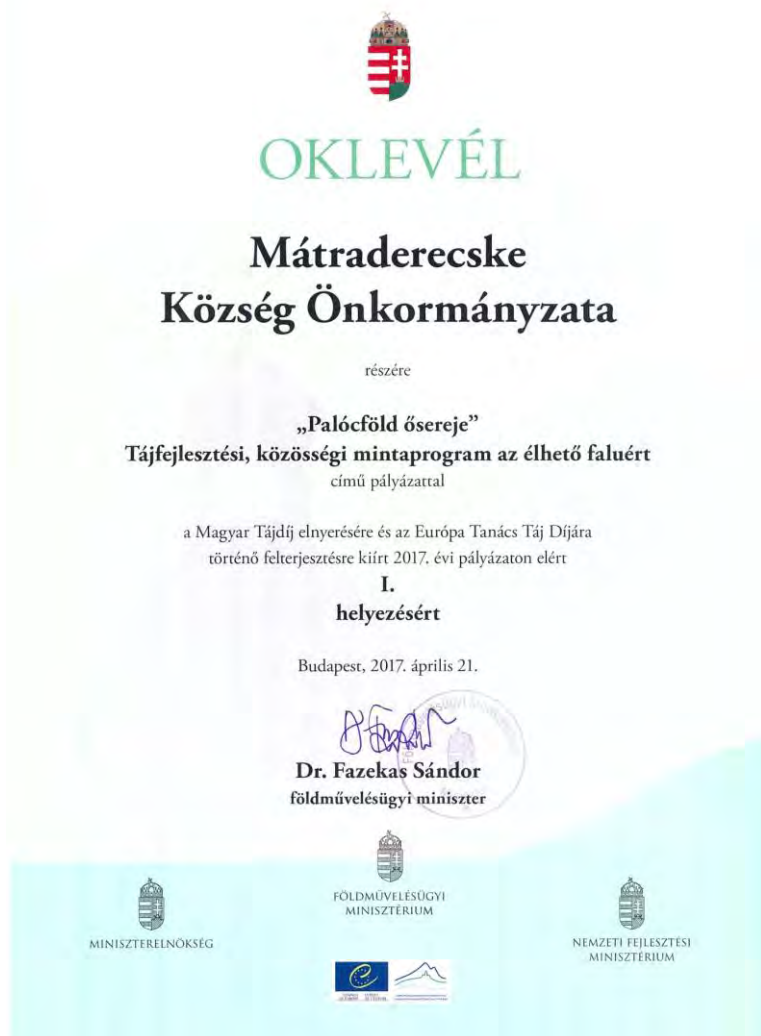 OKLEVÉL
Mátraderecske
Község Önkormányzata
részére
„Palócföld ősereje”
Tájfejlesztési, közösségi mintaprogram az élhető faluért
című pályázattal
a Magyar Tájdíj elnyerésére és az Európa Tanács Táj Díjára
történő felterjesztésre kiírt 2017. évi pályázaton elért
I.
helyezésért
Budapest, 2017. április 21.
Dr. Fazekas Sándor
földművelésügyi miniszter
FÖLDMŰVELÉSÜGYI
MINISZTÉRIUM
MINISZTERELNÖKSÉG
NEMZETI FEJLESZTÉSI
MINISZTÉRIUM